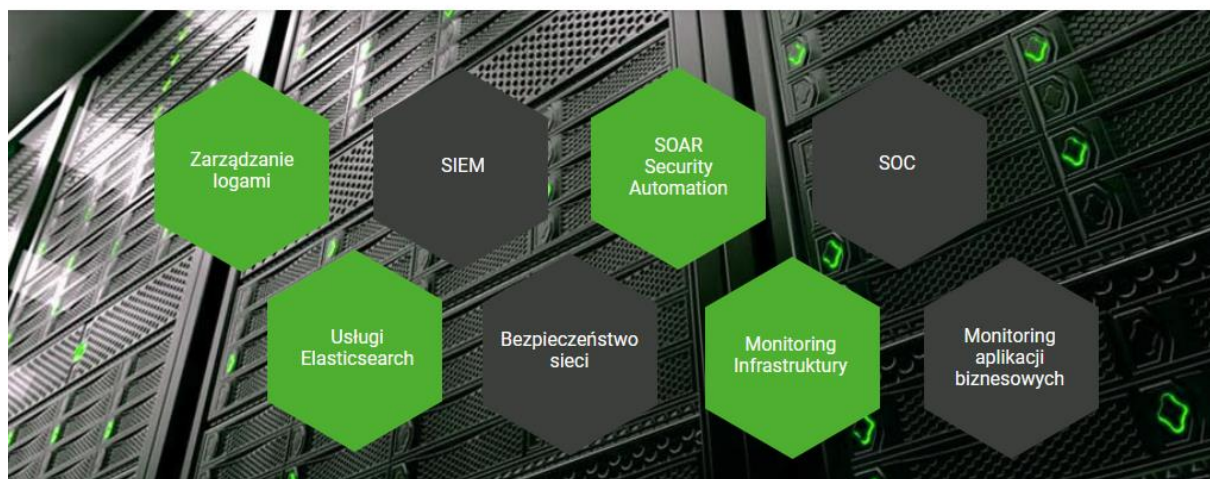 Zarządzanie
logami
SIEM
SOAR
Security
Automation
SOC
Usługi
Elasticsearch
Bezpieczeństwo
sieci
Monitoring
Infrastruktury
Monitoring
aplikacji
biznesowych